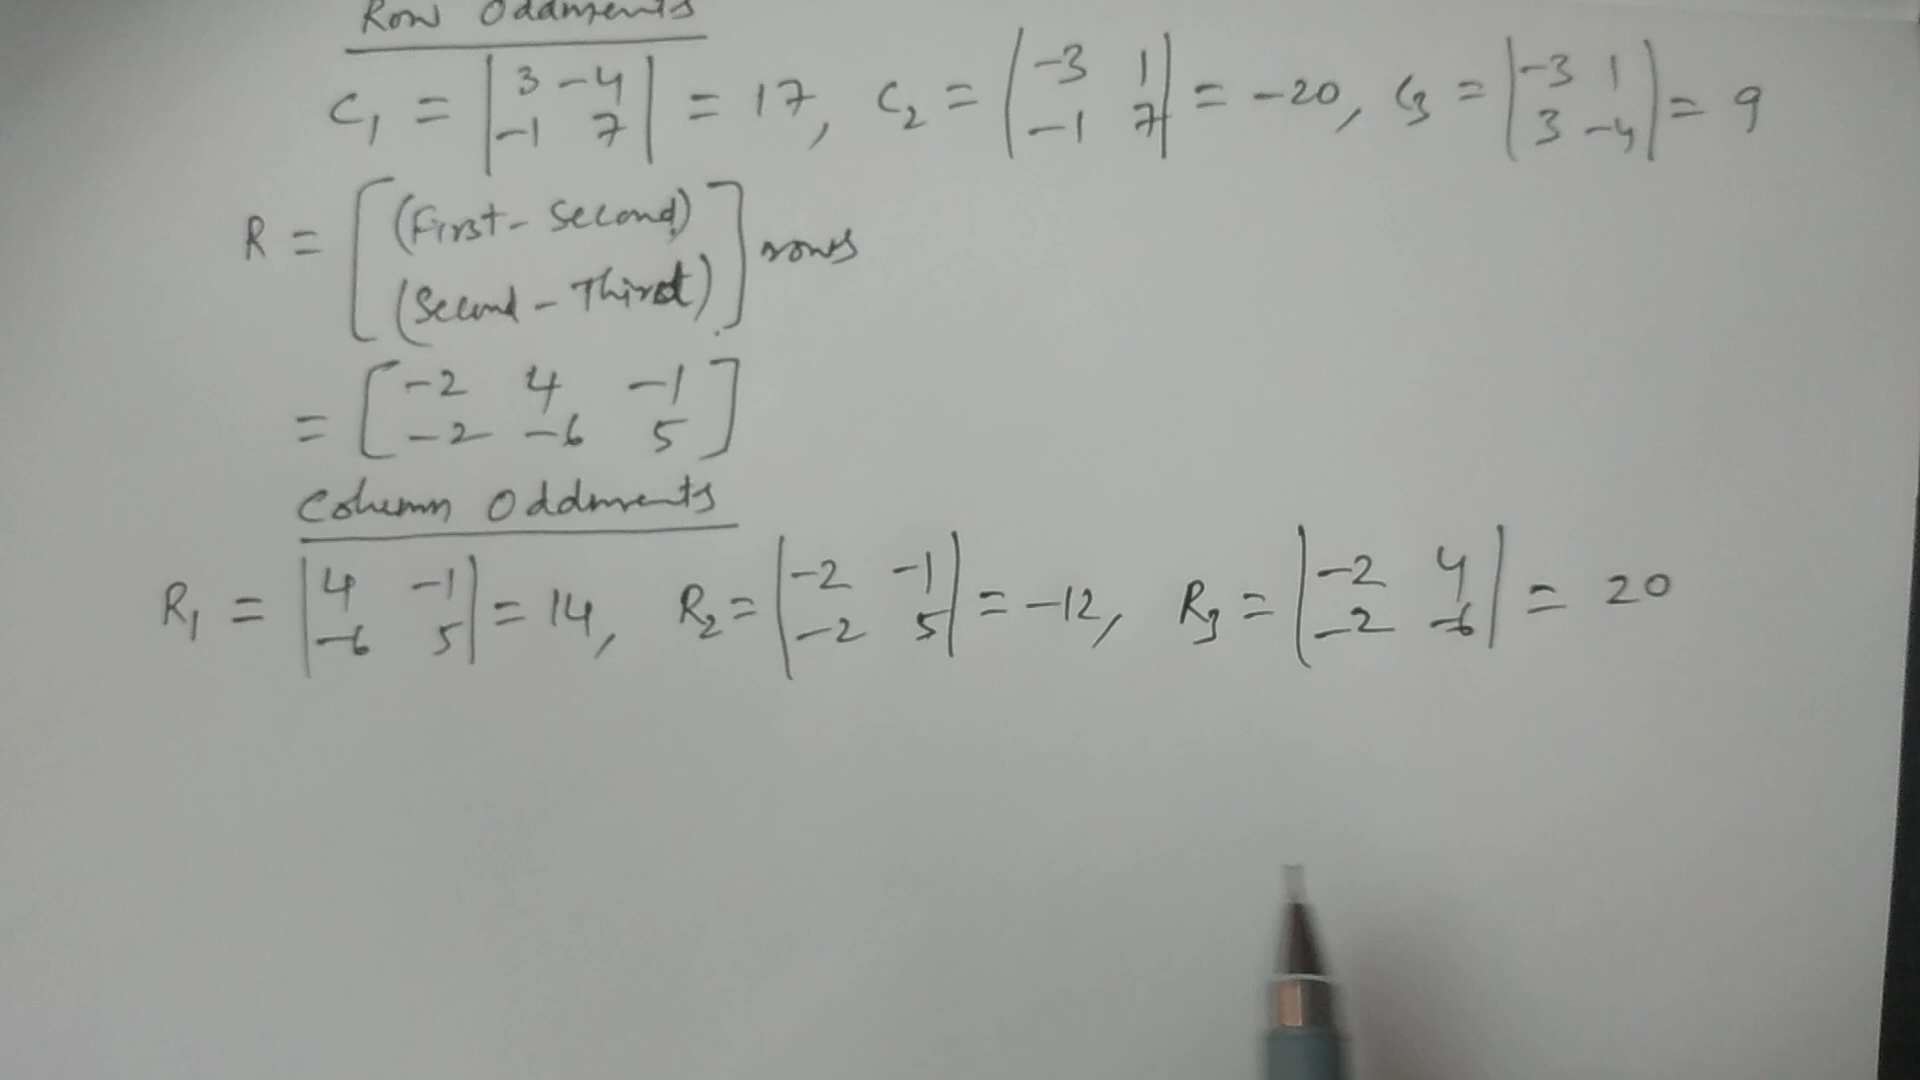 Row Oddments
C₁ = |3 -4| = 17, C₂ = |-3 1| = -20, C₃ = |-3 1| = 9
|-1 7| |-1 7| |3 -4|
R = [(First - Second)
(Second - Third)] rows
= [-2 4 -1]
[-2 -6 5]
Column Oddments
R₁ = |4 -1| = 14, R₂ = |-2 -1| = -12, R₃ = |-2 4| = 20
|-6 5| |-2 5| |-2 -6|